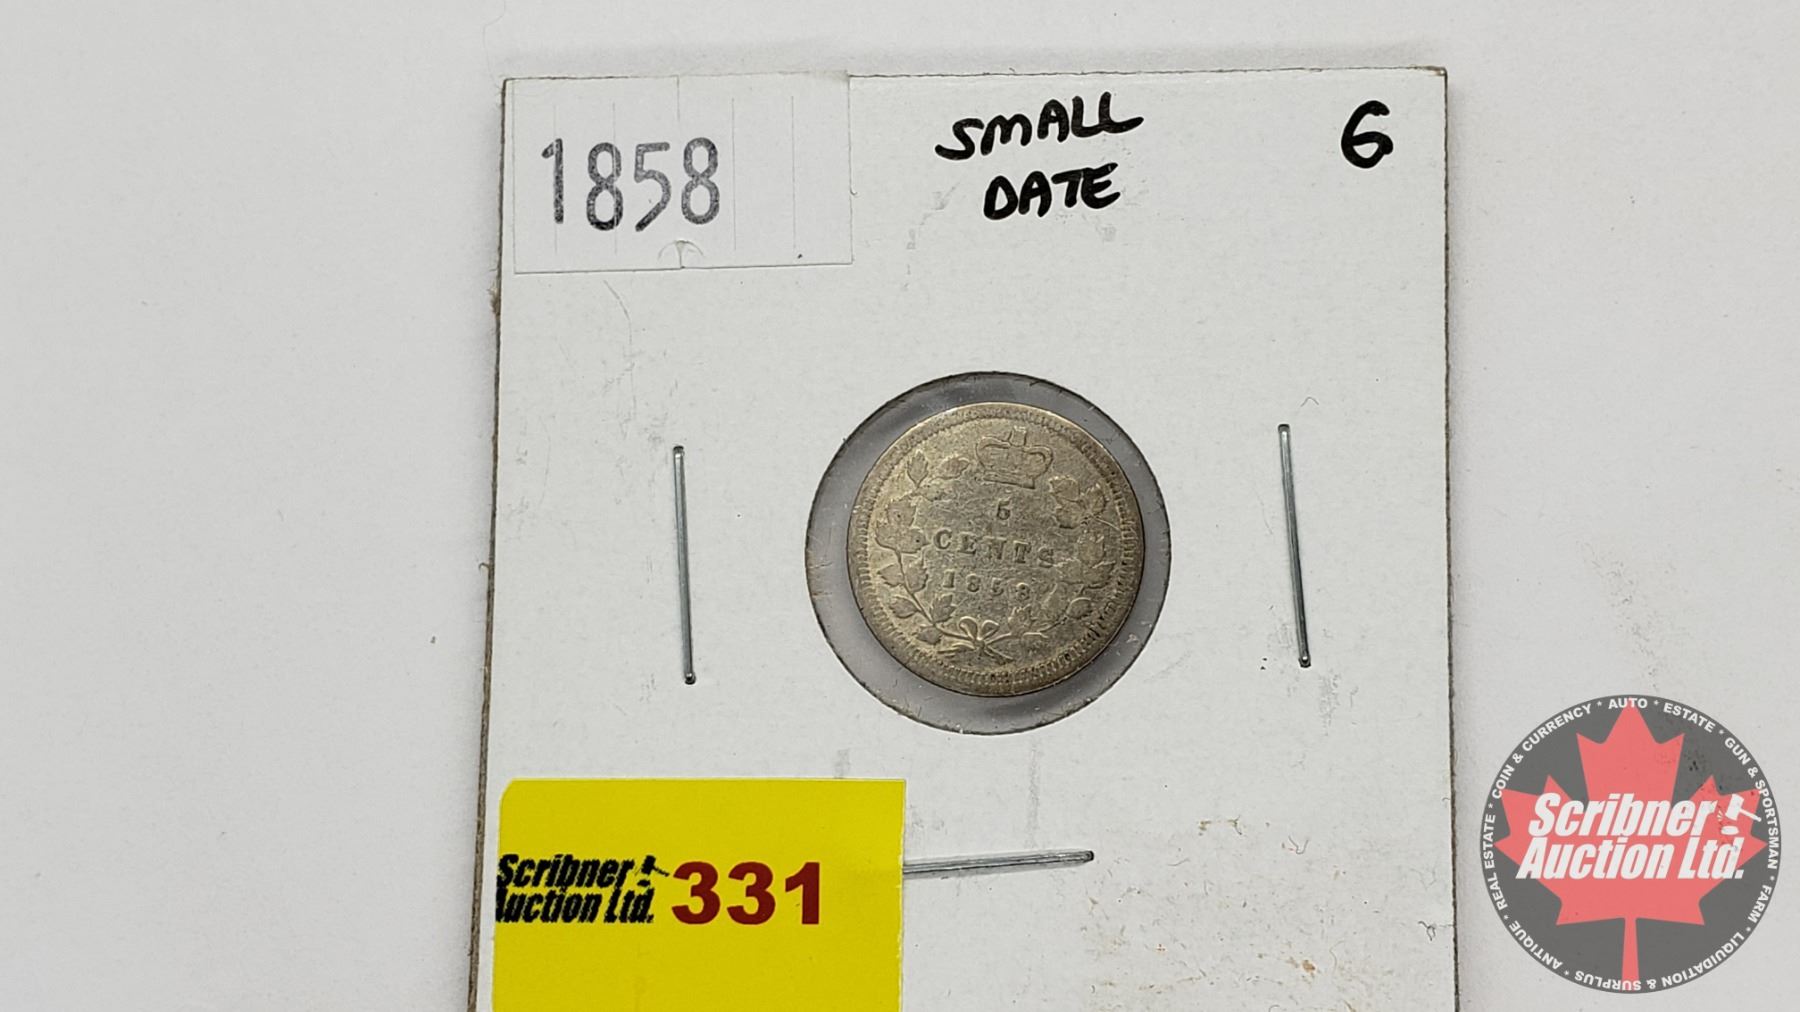 1858
SMALL
DATE
G
5
CENTS
1858
Scribner
Auction Ltd.
331
COIN & CURRENCY * AUTO * ESTATE * GUN & SPORTSMAN * FARM * LIQUIDATION & SURPLUS * ANTIQUE * REAL ESTATE *
Scribner
Auction Ltd.